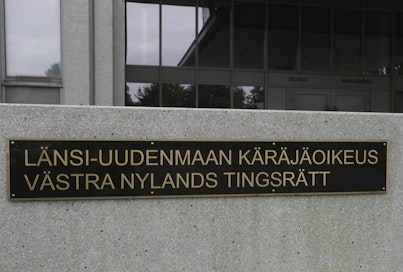 LÄNSI-UUDENMAAN KÄRÄJÄOIKEUS
VÄSTRA NYLANDS TINGSRÄTT